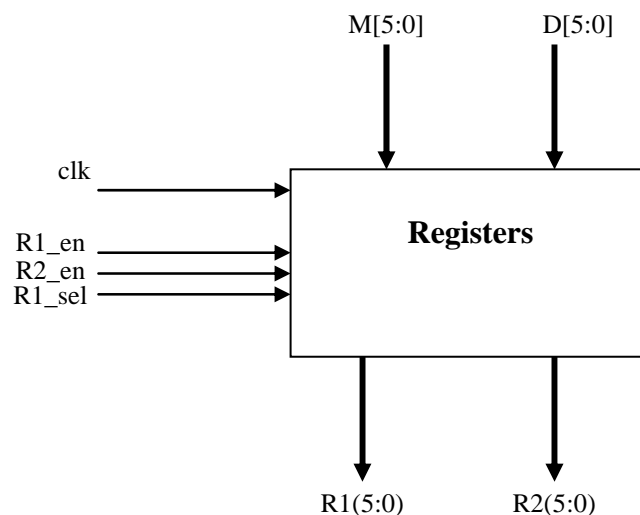 M[5:0] D[5:0]
clk
Registers
R1_en
R2_en
R1_sel
R1(5:0) R2(5:0)